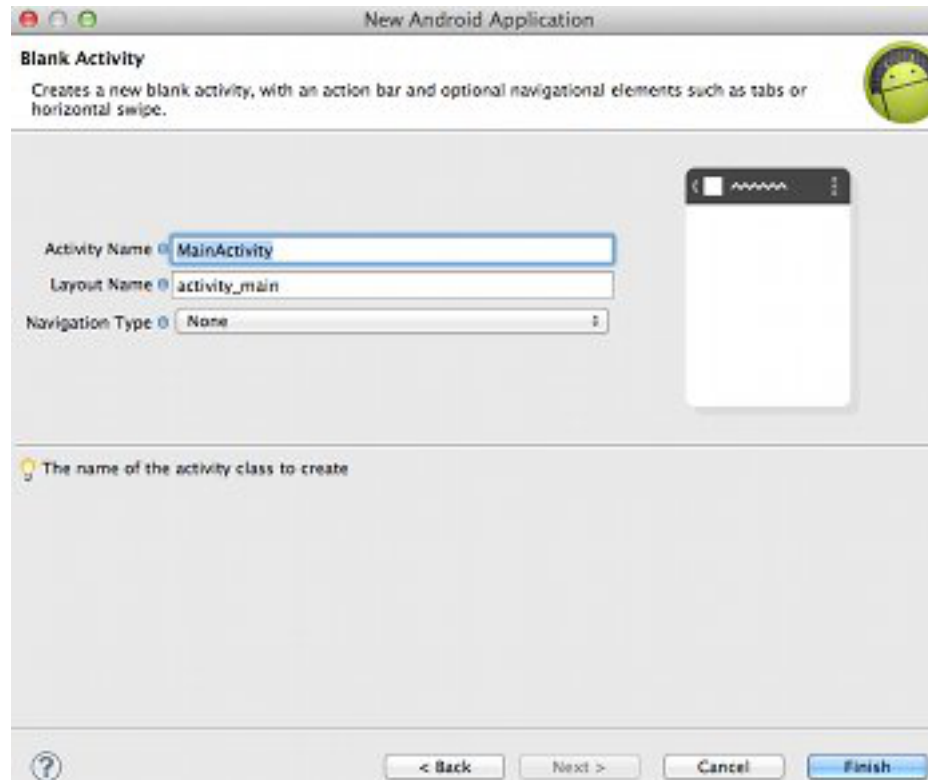 New Android Application
Blank Activity
Creates a new blank activity, with an action bar and optional navigational elements such as tabs or
horizontal swipe.
Activity Name MainActivity
Layout Name activity_main
Navigation Type None
The name of the activity class to create
? < Back Next > Cancel Finish